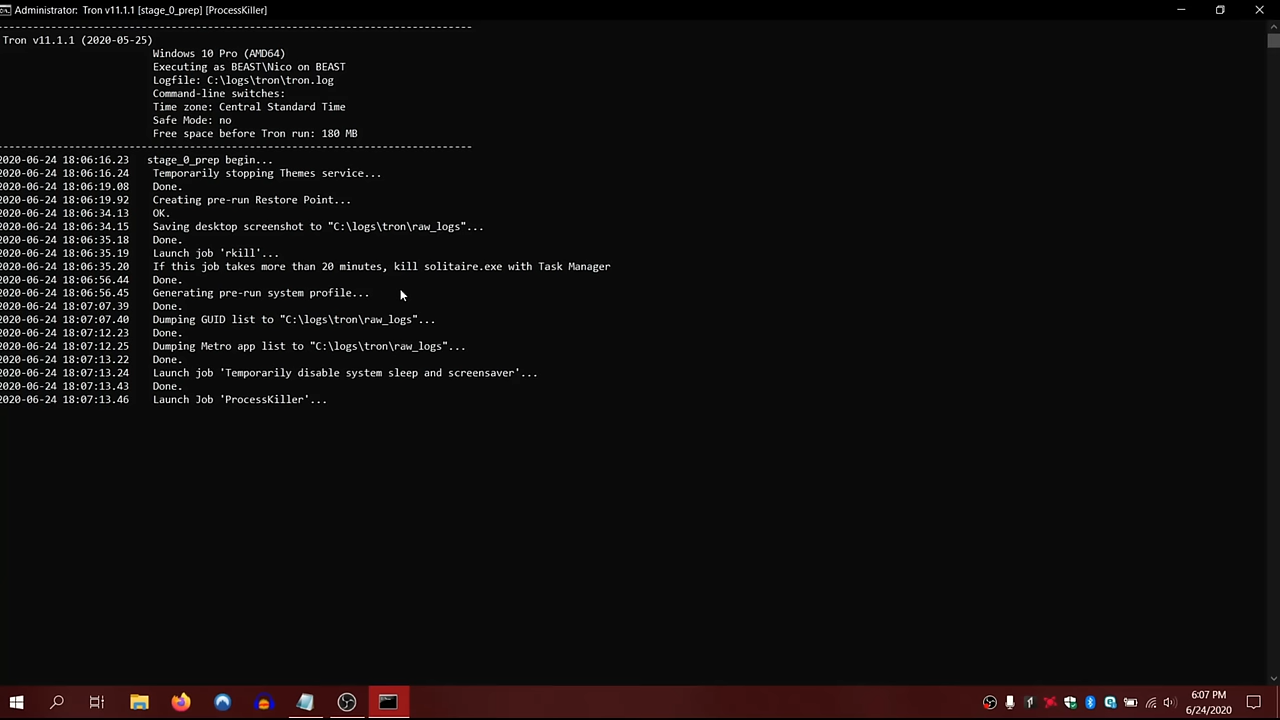 Administrator:  Tron v11.1.1 [stage_0_prep] [ProcessKiller]
--------------------------------------------------------------------------------
Tron v11.1.1 (2020-05-25)
Windows 10 Pro (AMD64)
Executing as BEAST\Nico on BEAST
Logfile: C:\logs\tron\tron.log
Command-line switches:
Time zone: Central Standard Time
Safe Mode: no
Free space before Tron run: 180 MB
--------------------------------------------------------------------------------
2020-06-24 18:06:16.23   stage_0_prep begin...
2020-06-24 18:06:16.24    Temporarily stopping Themes service...
2020-06-24 18:06:19.08    Done.
2020-06-24 18:06:19.92    Creating pre-run Restore Point...
2020-06-24 18:06:34.13    OK.
2020-06-24 18:06:34.15    Saving desktop screenshot to "C:\logs\tron\raw_logs"...
2020-06-24 18:06:35.18    Done.
2020-06-24 18:06:35.19    Launch job 'rkill'...
2020-06-24 18:06:35.20    If this job takes more than 20 minutes, kill solitaire.exe with Task Manager
2020-06-24 18:06:56.44    Done.
2020-06-24 18:06:56.45    Generating pre-run system profile...
2020-06-24 18:07:07.39    Done.
2020-06-24 18:07:07.40    Dumping GUID list to "C:\logs\tron\raw_logs"...
2020-06-24 18:07:12.23    Done.
2020-06-24 18:07:12.25    Dumping Metro app list to "C:\logs\tron\raw_logs"...
2020-06-24 18:07:13.22    Done.
2020-06-24 18:07:13.24    Launch job 'Temporarily disable system sleep and screensaver'...
2020-06-24 18:07:13.43    Done.
2020-06-24 18:07:13.46    Launch Job 'ProcessKiller'...
6:07 PM
6/24/2020